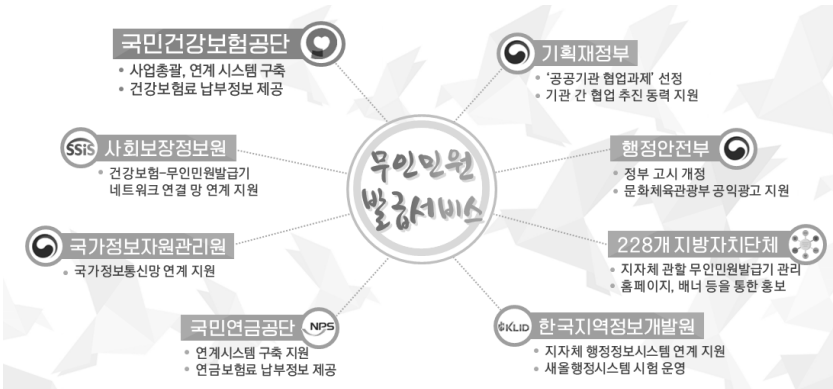 국민건강보험공단
• 사업총괄, 연계 시스템 구축
• 건강보험료 납부정보 제공
기획재정부
• '공공기관 협업과제' 선정
• 기관 간 협업 추진 동력 지원
SSiS 사회보장정보원
• 건강보험-무인민원발급기
네트워크 연결 망 연계 지원
무인민원
발급서비스
행정안전부
• 정부 고시 개정
• 문화체육관광부 공익광고 지원
국가정보자원관리원
• 국가정보통신망 연계 지원
228개 지방자치단체
• 지자체 관할 무인민원발급기 관리
• 홈페이지, 배너 등을 통한 홍보
국민연금공단 NPS
• 연계시스템 구축 지원
• 연금보험료 납부정보 제공
KLID 한국지역정보개발원
• 지자체 행정정보시스템 연계 지원
• 새올행정시스템 시험 운영